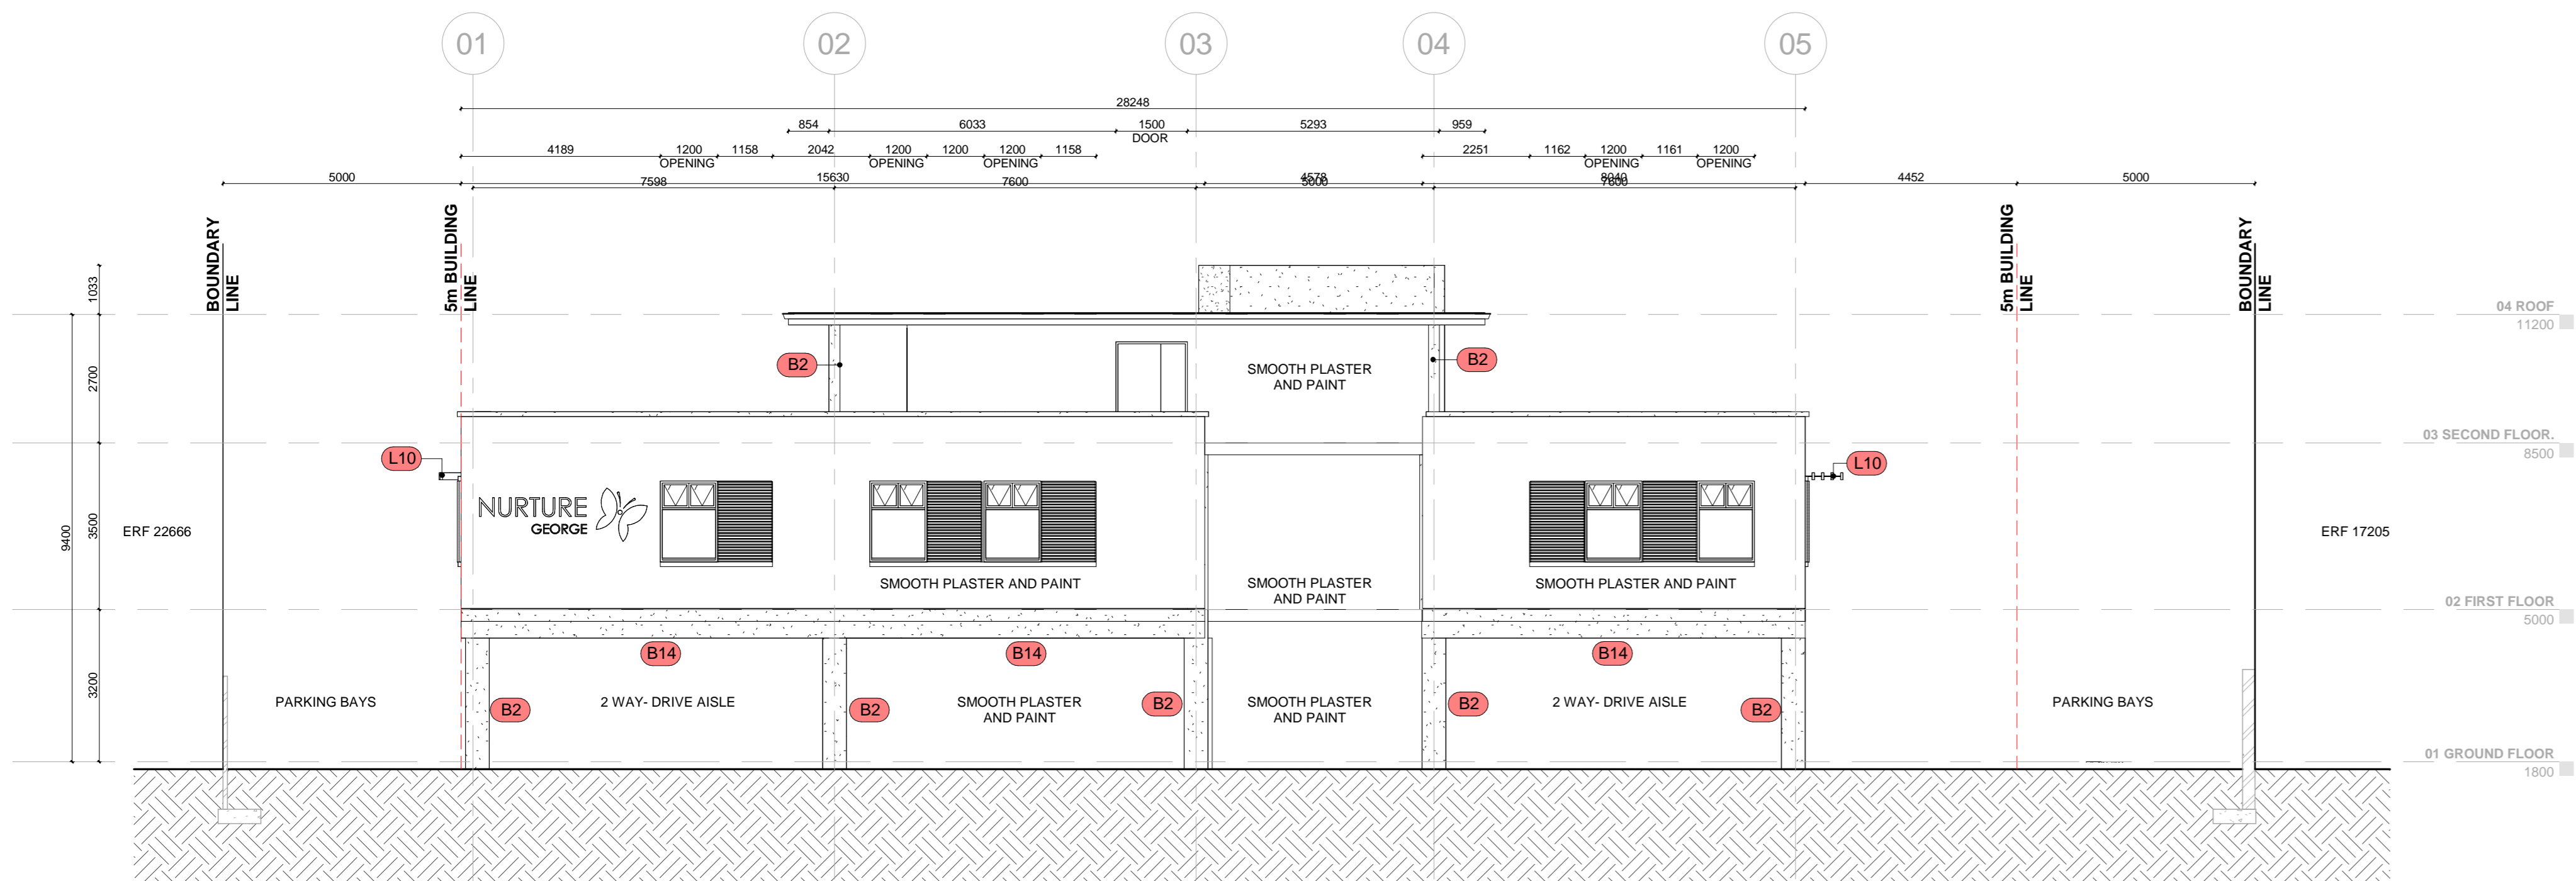 01
02
03
04
05
28248
854
6033
1500
DOOR
5293
959
4189
1200
OPENING
1158
2042
1200
OPENING
1200
1200
OPENING
1158
2251
1162
1200
OPENING
1161
1200
OPENING
5000
15630
4578
8040
4452
5000
7598
7600
5000
7600
BOUNDARY
LINE
5m BUILDING
LINE
5m BUILDING
LINE
BOUNDARY
LINE
1033
2700
3500
3200
9400
04 ROOF
11200
03 SECOND FLOOR.
8500
02 FIRST FLOOR
5000
01 GROUND FLOOR
1800
B2
SMOOTH PLASTER
AND PAINT
B2
L10
L10
NURTURE
GEORGE
ERF 22666
ERF 17205
SMOOTH PLASTER AND PAINT
SMOOTH PLASTER
AND PAINT
SMOOTH PLASTER AND PAINT
B14
B14
B14
PARKING BAYS
B2
2 WAY- DRIVE AISLE
B2
SMOOTH PLASTER
AND PAINT
B2
SMOOTH PLASTER
AND PAINT
B2
2 WAY- DRIVE AISLE
B2
PARKING BAYS